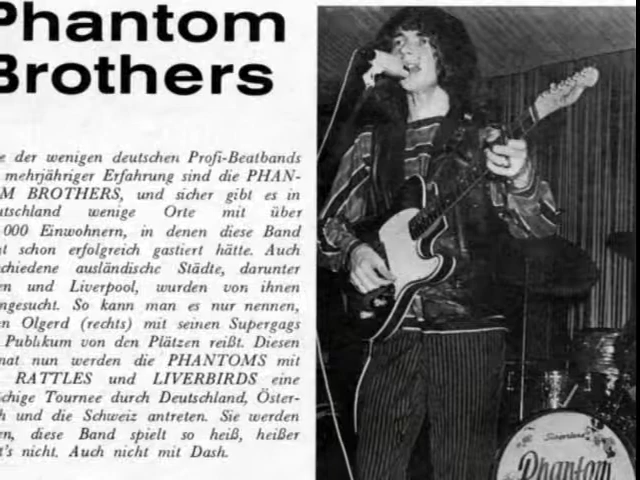 Phantom
Brothers
e der wenigen deutschen Profi-Beatbands
mehrjähriger Erfahrung sind die PHAN-
M BROTHERS, und sicher gibt es in
utschland wenige Orte mit über
000 Einwohnern, in denen diese Band
t schon erfolgreich gastiert hätte. Auch
chiedene ausländische Städte, darunter
en und Liverpool, wurden von ihnen
ngesucht. So kann man es nur nennen,
n Olgerd (rechts) mit seinen Supergags
Publikum von den Plätzen reißt. Diesen
nat nun werden die PHANTOMS mit
RATTLES und LIVERBIRDS eine
chige Tournee durch Deutschland, Öster-
h und die Schweiz antreten. Sie werden
en, diese Band spielt so heiß, heißer
t's nicht. Auch nicht mit Dash.
Phantom